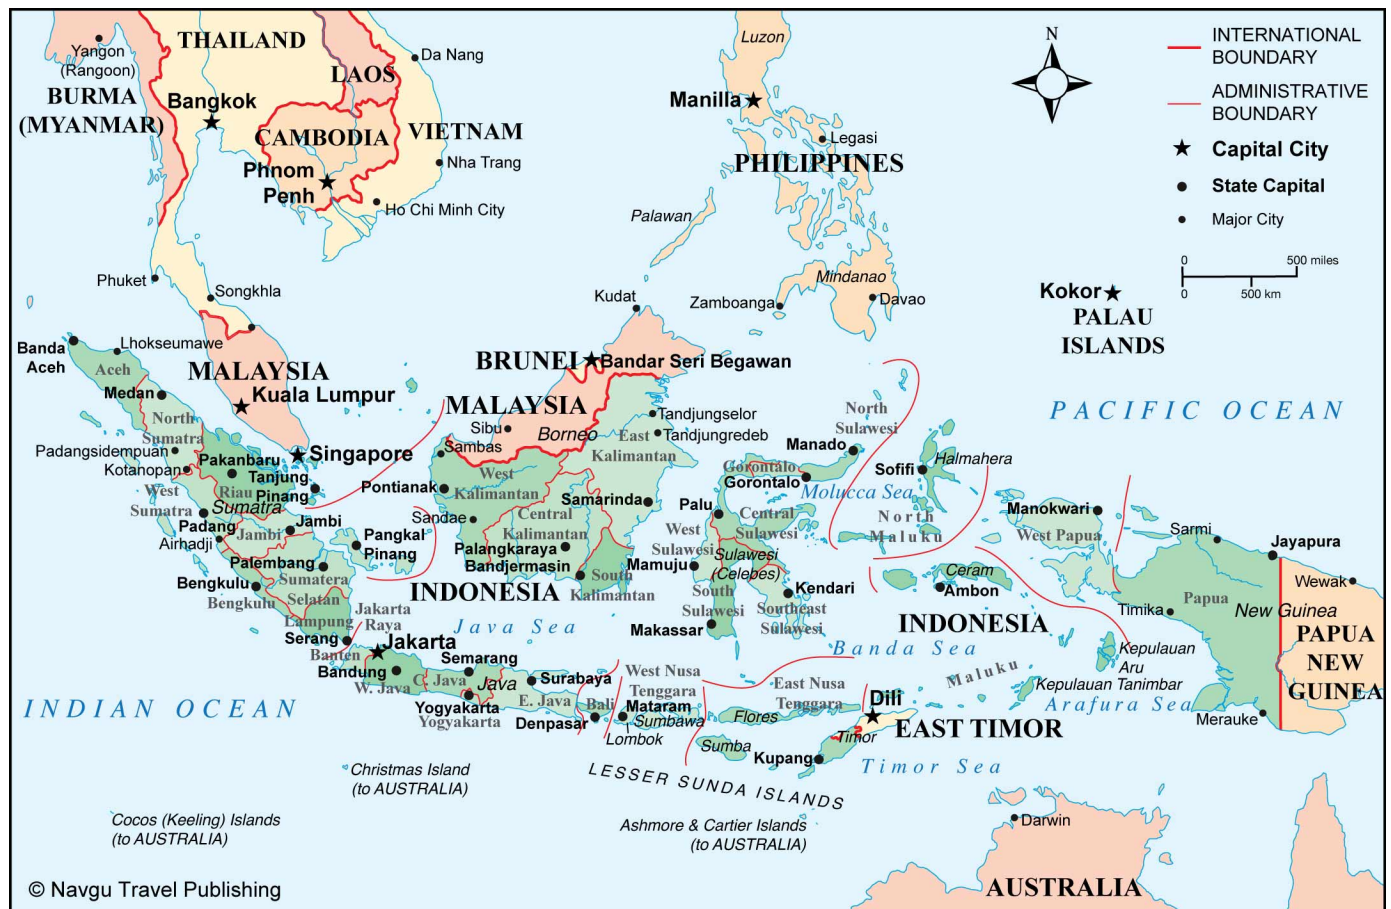 THAILAND
Yangon
(Rangoon)
BURMA
(MYANMAR)
Bangkok
LAOS
Da Nang
CAMBODIA
VIETNAM
Phnom
Penh
Nha Trang
Ho Chi Minh City
Phuket
Songkhla
Luzon
Manilla
Legasi
PHILIPPINES
Palawan
Mindanao
Zamboanga
Davao
Kudat
N
INTERNATIONAL
BOUNDARY
ADMINISTRATIVE
BOUNDARY
Capital City
State Capital
Major City
0
500 miles
0
500 km
Kokor
PALAU
ISLANDS
PACIFIC OCEAN
Banda
Aceh
Lhokseumawe
Aceh
MALAYSIA
Kuala Lumpur
Medan
North
Sumatra
Padangsidempuan
Kotanopan
Pakanbaru
Tanjung
Pinang
Singapore
Riau
West
Sumatra
Sumatra
Padang
Airhadji
Jambi
Jambi
Pangkal
Pinang
Palembang
Bengkulu
Bengkulu
Sumatera
Selatan
Lampung
Jakarta
Raya
Serang
Banten
Jakarta
Bandung
W. Java
C. Java
Semarang
Java
Yogyakarta
Yogyakarta
E. Java
Surabaya
Denpasar
Bali
BRUNEI
Bandar Seri Begawan
MALAYSIA
Sibu
Borneo
Sambas
Tandjungselor
Tandjungredeb
East
Kalimantan
West
Kalimantan
Pontianak
Samarinda
Sandae
Central
Kalimantan
Palangkaraya
Bandjermasin
South
Kalimantan
INDONESIA
Java Sea
North
Sulawesi
Manado
Gorontalo
Gorontalo
Molucca Sea
Palu
Central
Sulawesi
West
Sulawesi
Mamuju
Sulawesi
(Celebes)
South
Sulawesi
Kendari
Southeast
Sulawesi
Makassar
Sofifi
Halmahera
North
Maluku
Ceram
Ambon
INDONESIA
Banda Sea
Maluku
Manokwari
West Papua
Sarmi
Jayapura
Wewak
Timika
Papua
New Guinea
PAPUA
NEW
GUINEA
Kepulauan
Aru
Kepulauan Tanimbar
Arafura Sea
Merauke
West Nusa
Tenggara
Mataram
Sumbawa
Lombok
East Nusa
Tenggara
Flores
Sumba
Dili
EAST TIMOR
Timor
Kupang
Timor Sea
LESSER SUNDA ISLANDS
INDIAN OCEAN
Christmas Island
(to AUSTRALIA)
Cocos (Keeling) Islands
(to AUSTRALIA)
Ashmore & Cartier Islands
(to AUSTRALIA)
Darwin
AUSTRALIA
© Navgu Travel Publishing